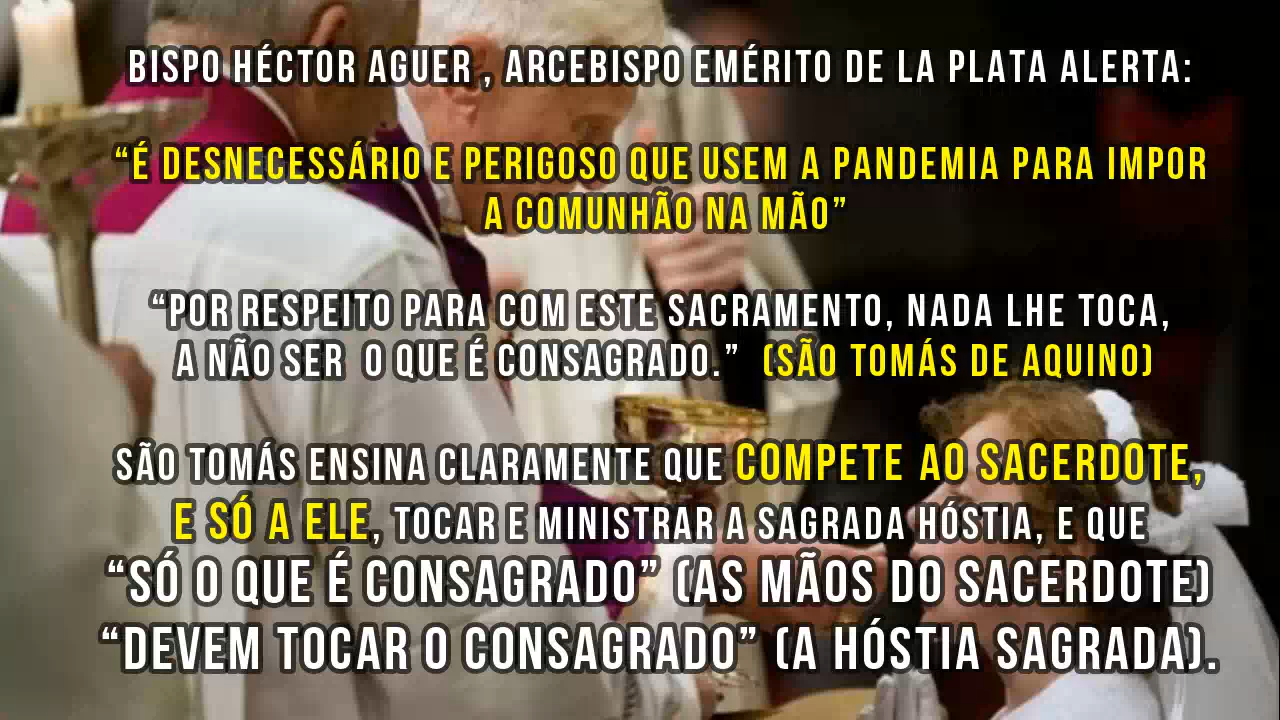 BISPO HÉCTOR AGUER , ARCEBISPO EMÉRITO DE LA PLATA ALERTA:
“É DESNECESSÁRIO E PERIGOSO QUE USEM A PANDEMIA PARA IMPOR
A COMUNHÃO NA MÃO”
“POR RESPEITO PARA COM ESTE SACRAMENTO, NADA LHE TOCA,
A NÃO SER O QUE É CONSAGRADO.” (SÃO TOMÁS DE AQUINO)
SÃO TOMÁS ENSINA CLARAMENTE QUE COMPETE AO SACERDOTE,
E SÓ A ELE, TOCAR E MINISTRAR A SAGRADA HÓSTIA, E QUE
“SÓ O QUE É CONSAGRADO” (AS MÃOS DO SACERDOTE)
“DEVEM TOCAR O CONSAGRADO” (A HÓSTIA SAGRADA).